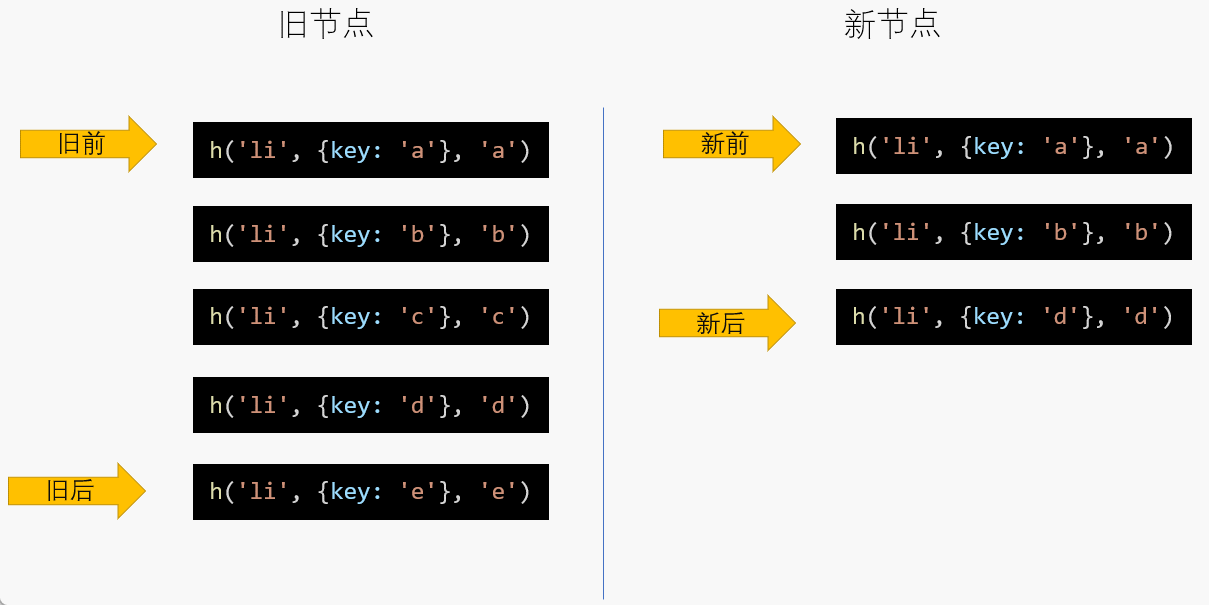 旧节点
新节点
旧前
h('li', {key: 'a'}, 'a')
h('li', {key: 'b'}, 'b')
h('li', {key: 'c'}, 'c')
h('li', {key: 'd'}, 'd')
旧后
h('li', {key: 'e'}, 'e')
新前
h('li', {key: 'a'}, 'a')
h('li', {key: 'b'}, 'b')
新后
h('li', {key: 'd'}, 'd')